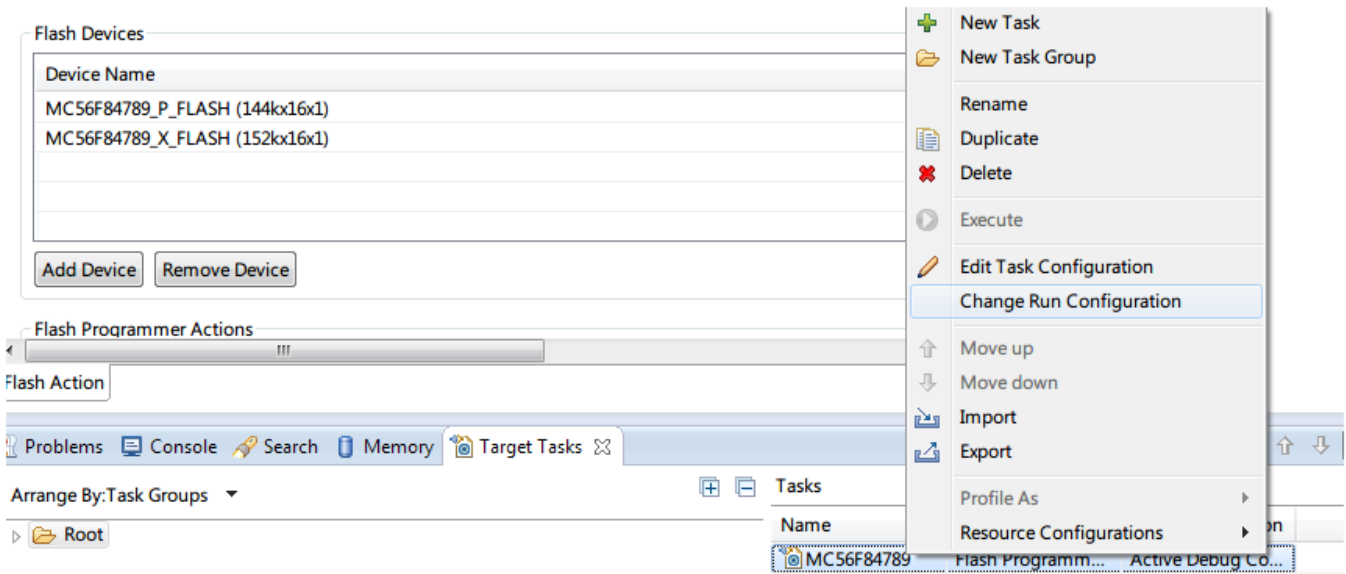 Flash Devices
Device Name
MC56F84789_P_FLASH (144kx16x1)
MC56F84789_X_FLASH (152kx16x1)
Add Device Remove Device
Flash Programmer Actions
Flash Action
New Task
New Task Group
Rename
Duplicate
Delete
Execute
Edit Task Configuration
Change Run Configuration
Move up
Move down
Import
Export
Profile As
Resource Configurations
Problems Console Search Memory Target Tasks
Arrange By:Task Groups
Root
Tasks
Name on
MC56F84789 Flash Programm... Active Debug Co...